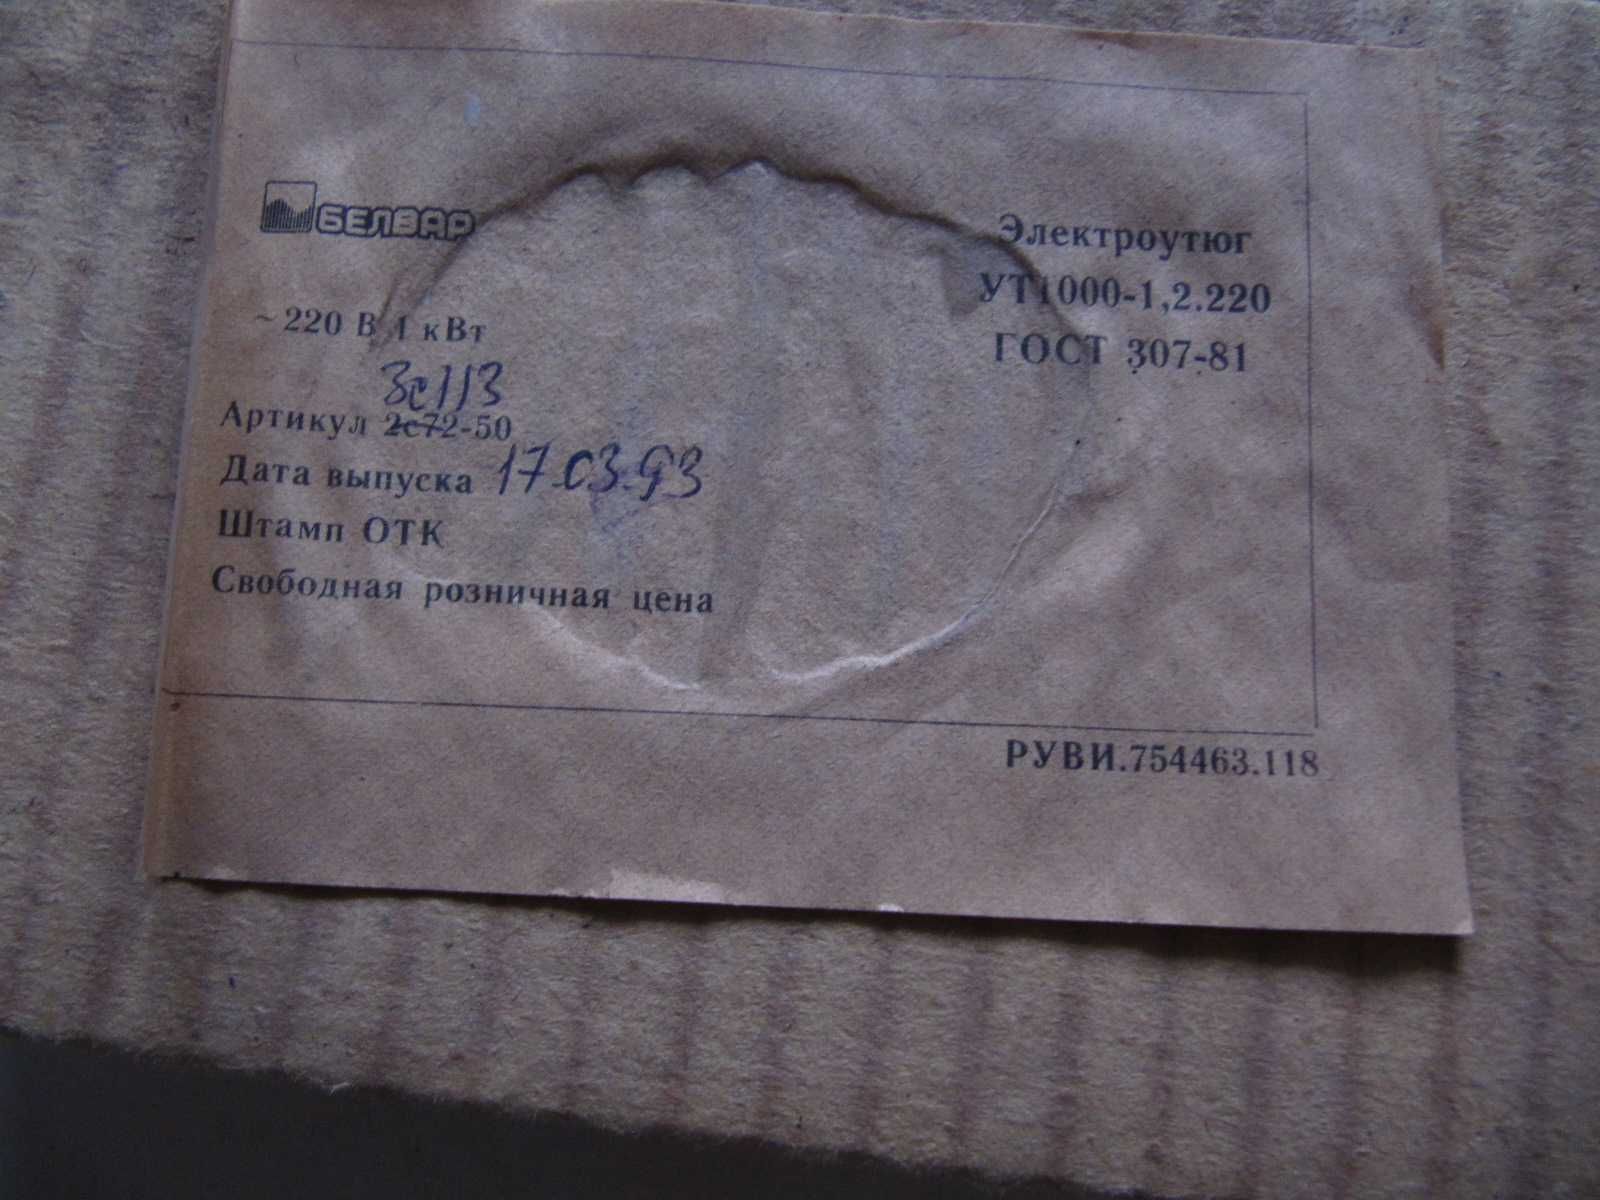 БЕЛВАР
Электроутюг
УТ1000-1,2.220
ГОСТ 307-81
~220 В 1 кВт
3с113
Артикул 2с72-50
Дата выпуска 17.03.93
Штамп ОТК
Свободная розничная цена
РУВИ.754463.118